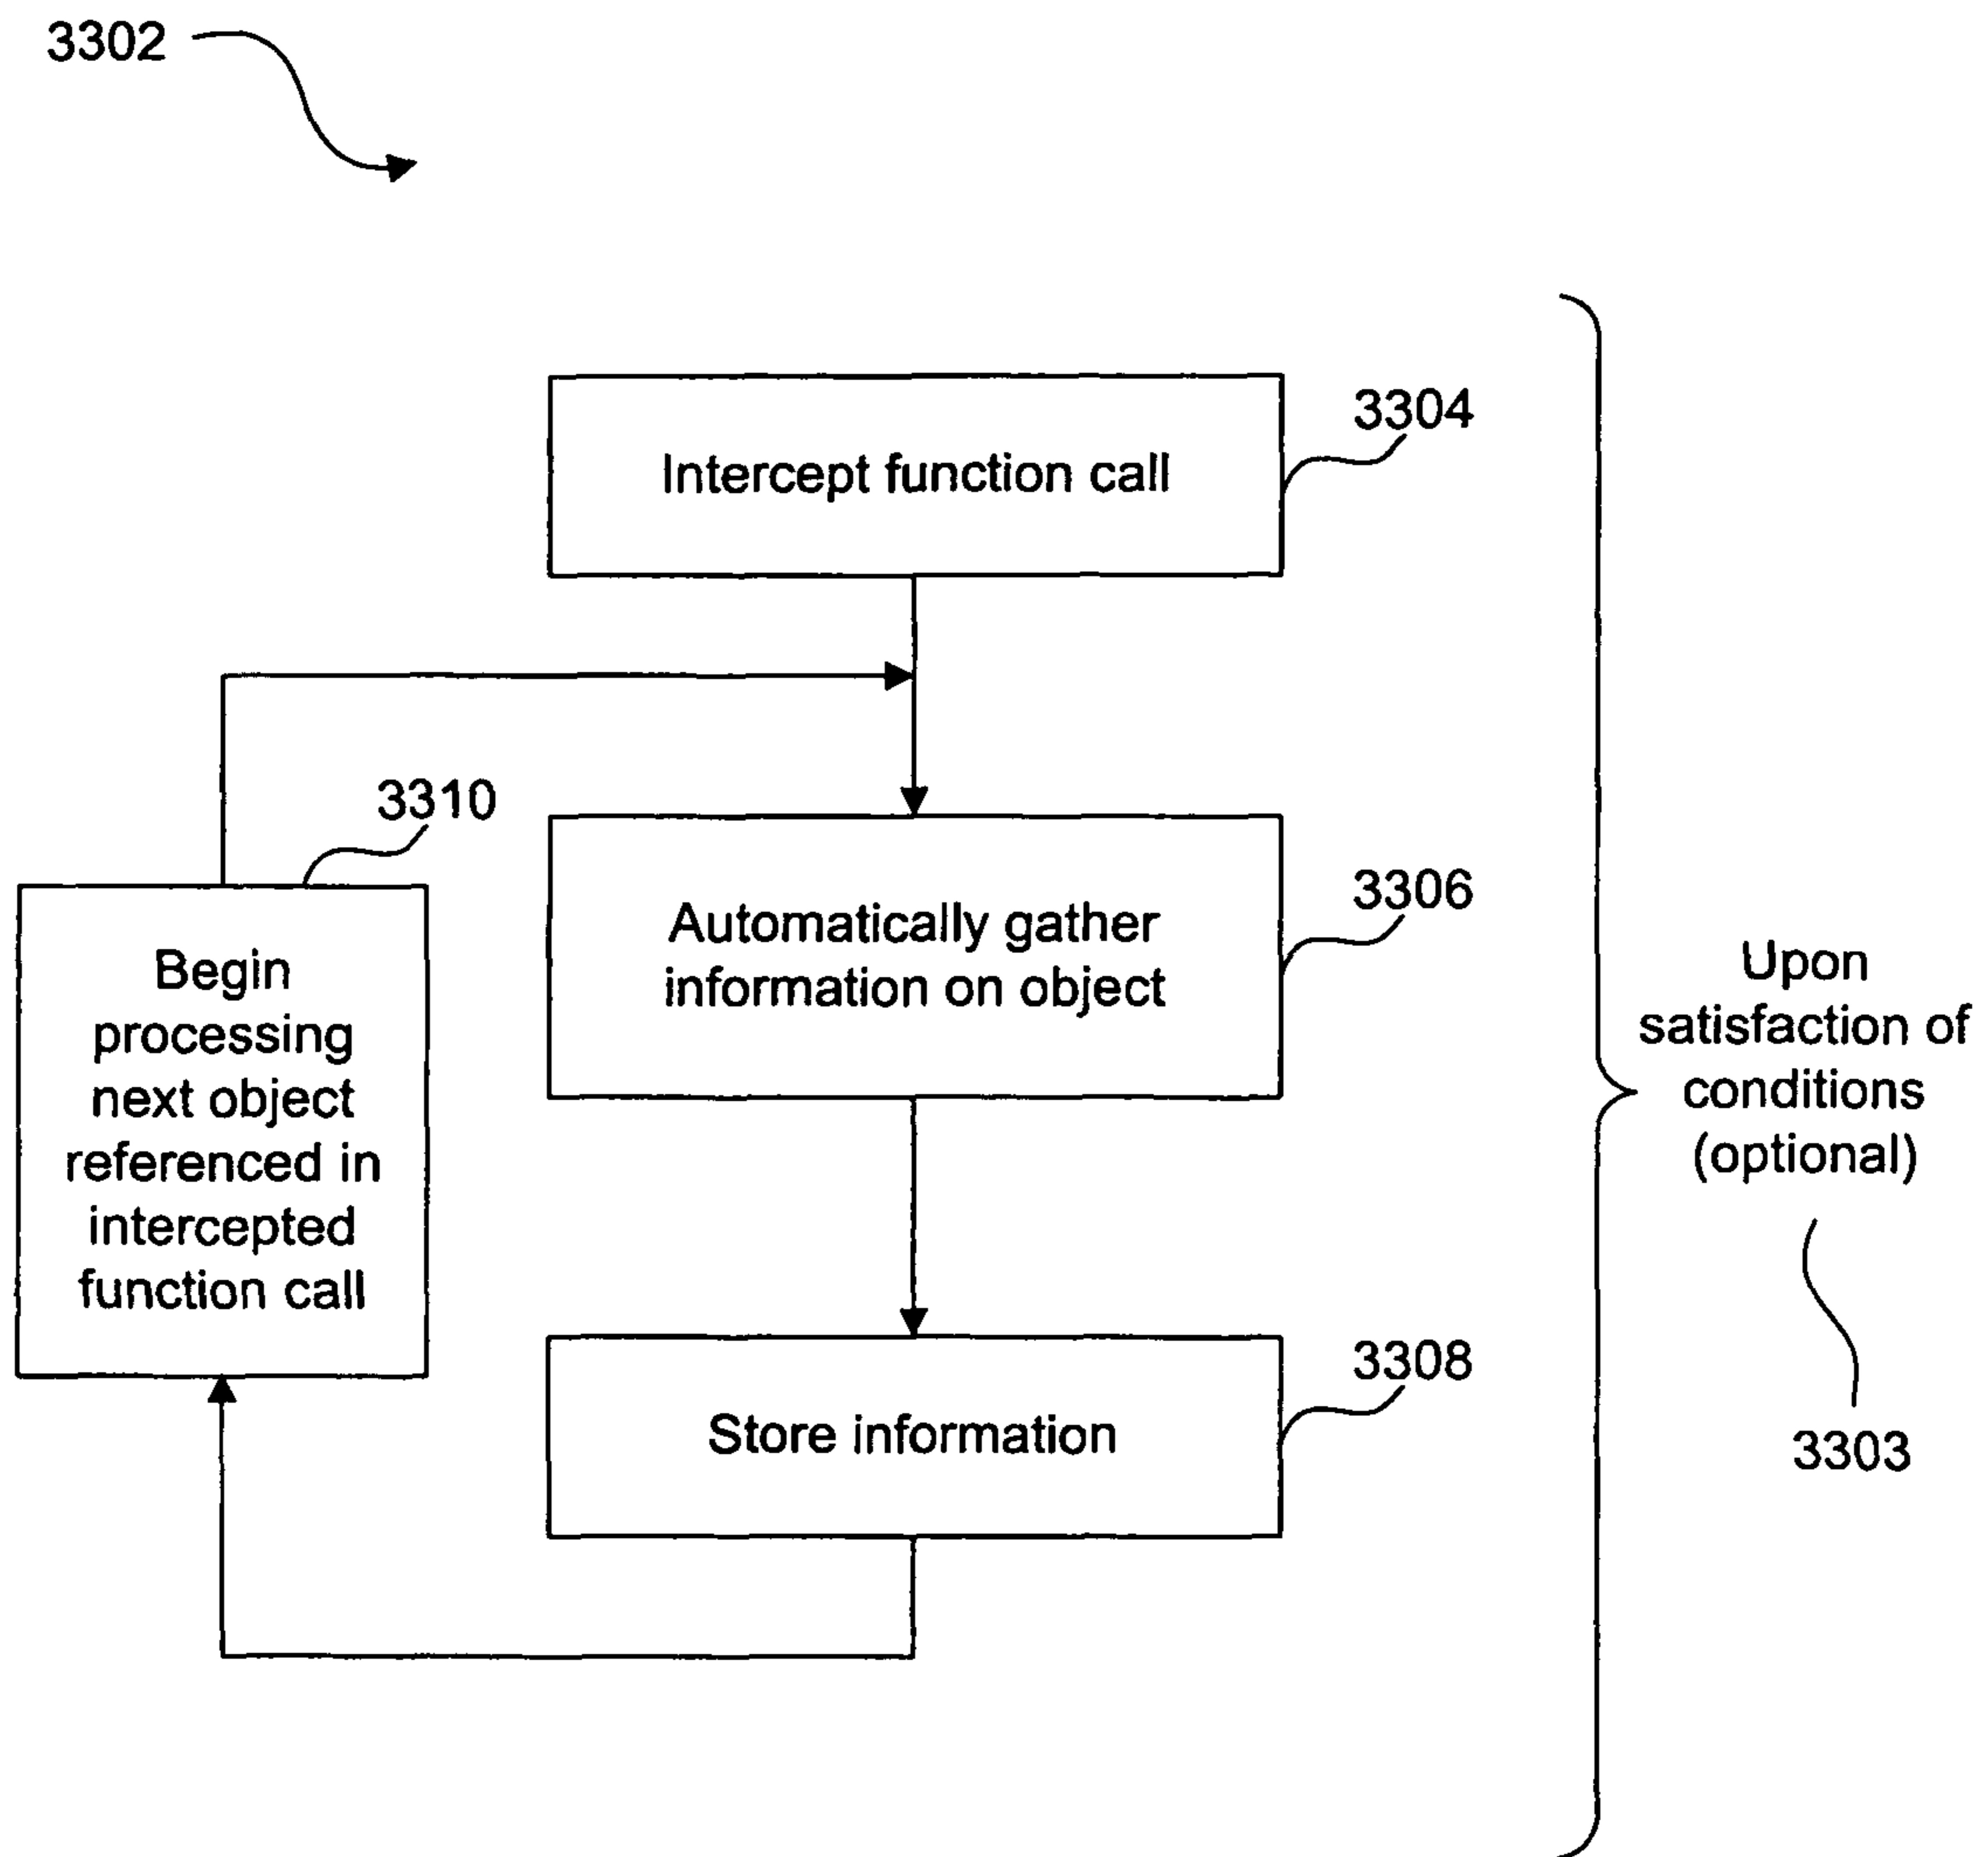 3302
3304
Intercept function call
3310
3306
Automatically gather
information on object
Begin
processing
next object
referenced in
intercepted
function call
Upon
satisfaction of
conditions
(optional)
3308
Store information
3303